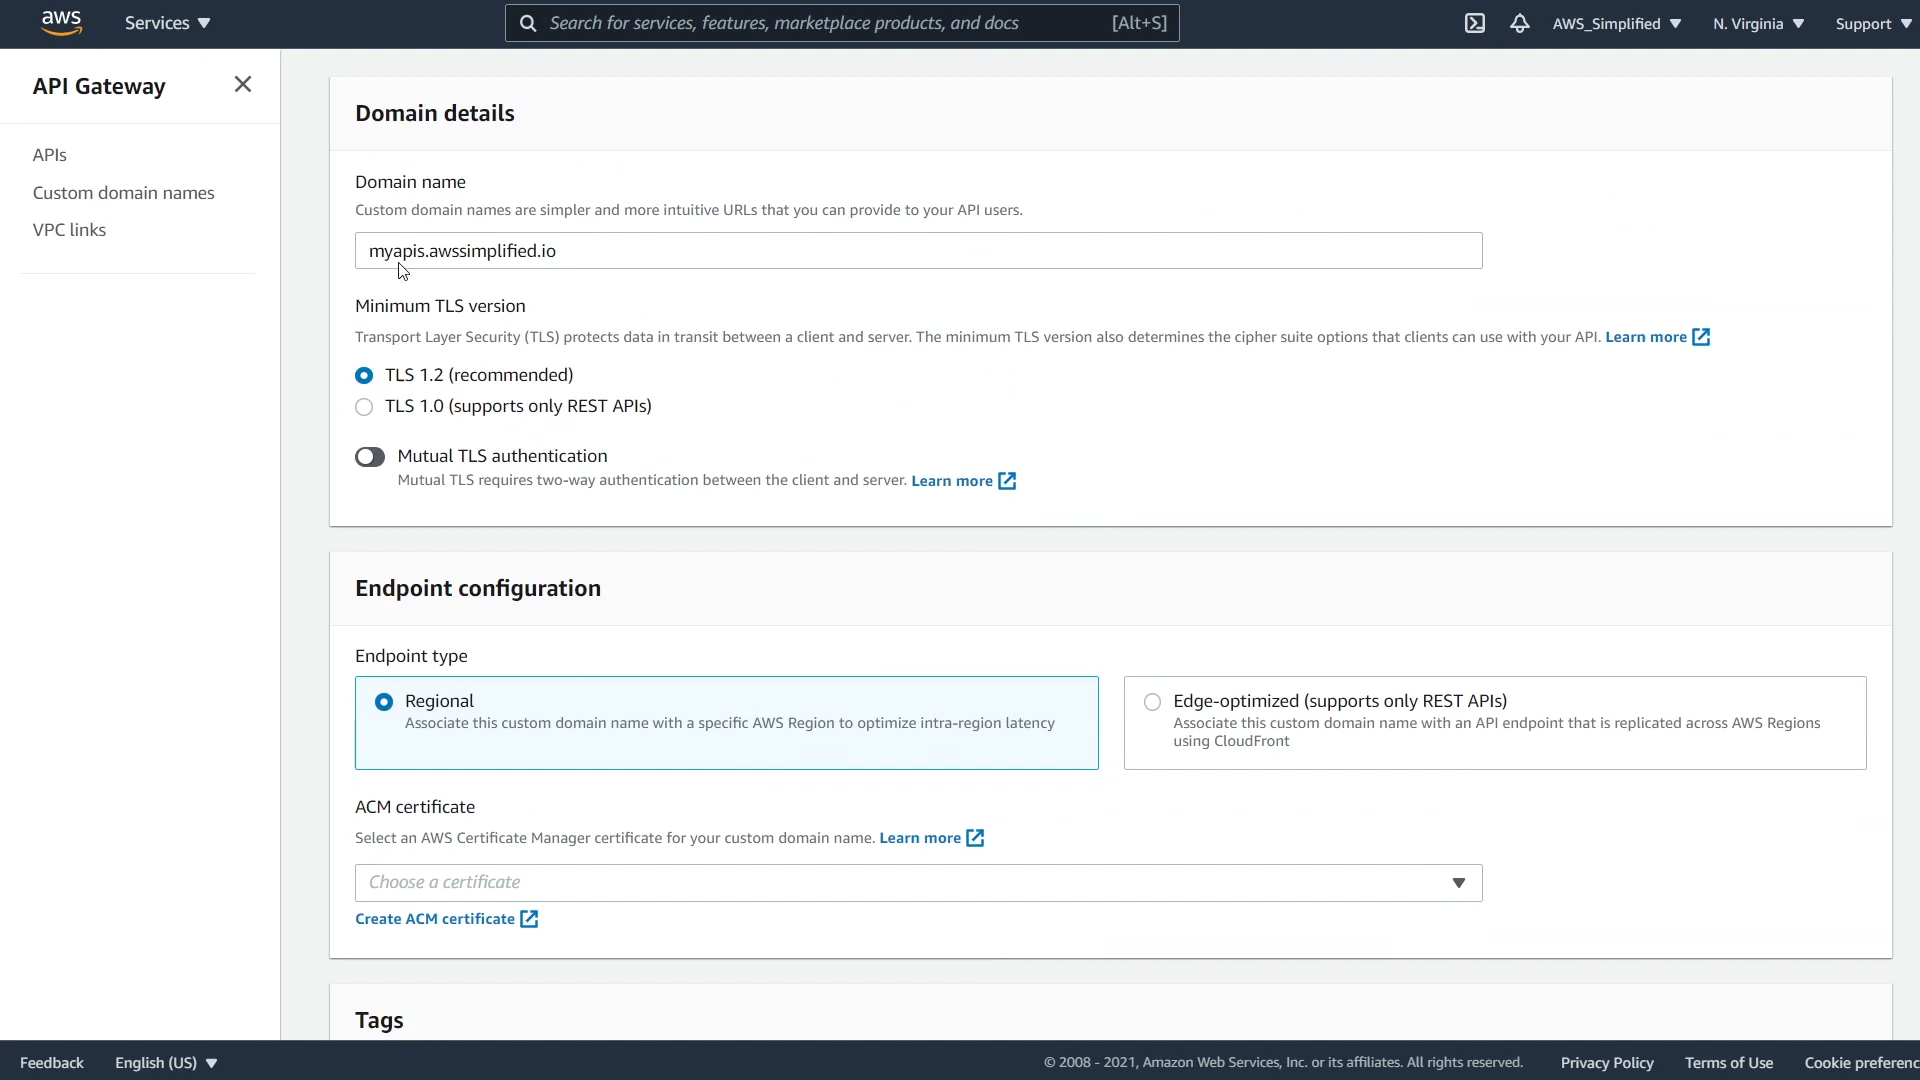 aws Services Search for services, features, marketplace products, and docs [Alt+S] AWS_Simplified N. Virginia Support
API Gateway
APIs
Custom domain names
VPC links
Domain details
Domain name
Custom domain names are simpler and more intuitive URLs that you can provide to your API users.
myapis.awssimplified.io
Minimum TLS version
Transport Layer Security (TLS) protects data in transit between a client and server. The minimum TLS version also determines the cipher suite options that clients can use with your API. Learn more
TLS 1.2 (recommended)
TLS 1.0 (supports only REST APIs)
Mutual TLS authentication
Mutual TLS requires two-way authentication between the client and server. Learn more
Endpoint configuration
Endpoint type
Regional
Associate this custom domain name with a specific AWS Region to optimize intra-region latency
Edge-optimized (supports only REST APIs)
Associate this custom domain name with an API endpoint that is replicated across AWS Regions
using CloudFront
ACM certificate
Select an AWS Certificate Manager certificate for your custom domain name. Learn more
Choose a certificate
Create ACM certificate
Tags
Feedback English (US) © 2008 - 2021, Amazon Web Services, Inc. or its affiliates. All rights reserved. Privacy Policy Terms of Use Cookie preferenc